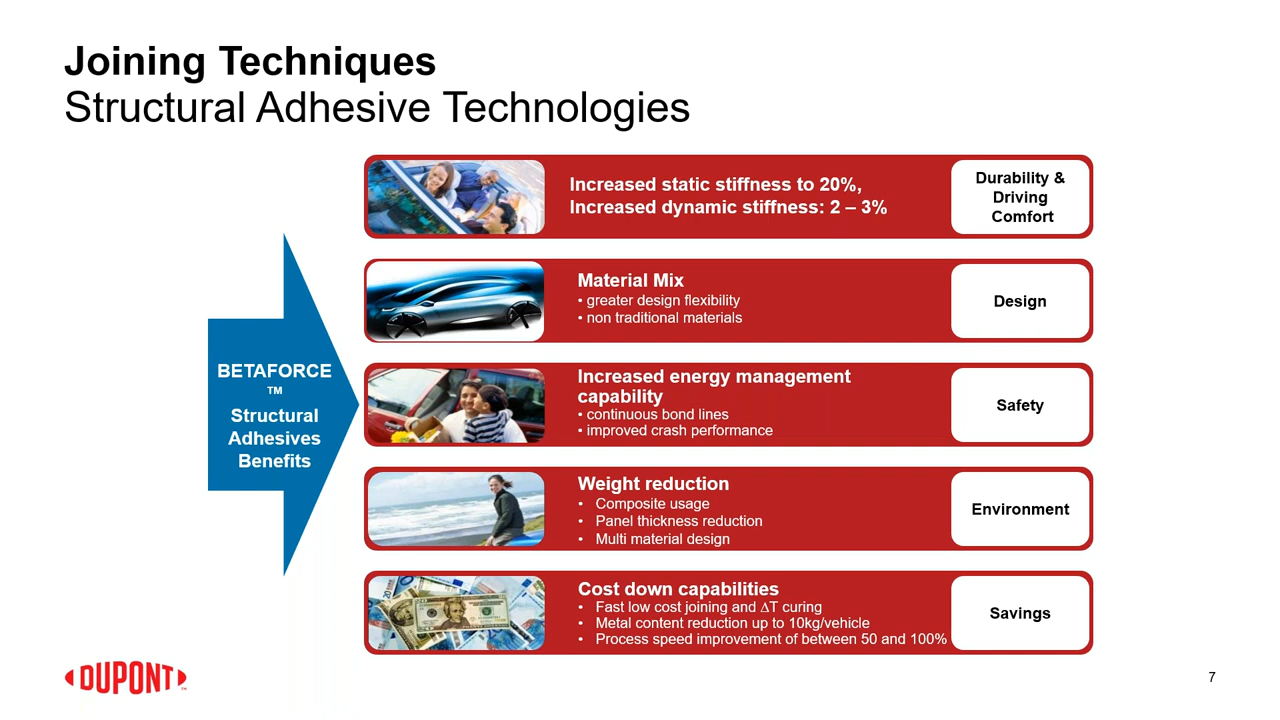 Joining Techniques
Structural Adhesive Technologies
BETAFORCE
™
Structural
Adhesives
Benefits
Increased static stiffness to 20%,
Increased dynamic stiffness: 2 – 3%
Durability &
Driving
Comfort
Material Mix
• greater design flexibility
• non traditional materials
Design
Increased energy management
capability
• continuous bond lines
• improved crash performance
Safety
Weight reduction
• Composite usage
• Panel thickness reduction
• Multi material design
Environment
Cost down capabilities
• Fast low cost joining and ∆T curing
• Metal content reduction up to 10kg/vehicle
• Process speed improvement of between 50 and 100%
Savings
20
DUPONT™
7